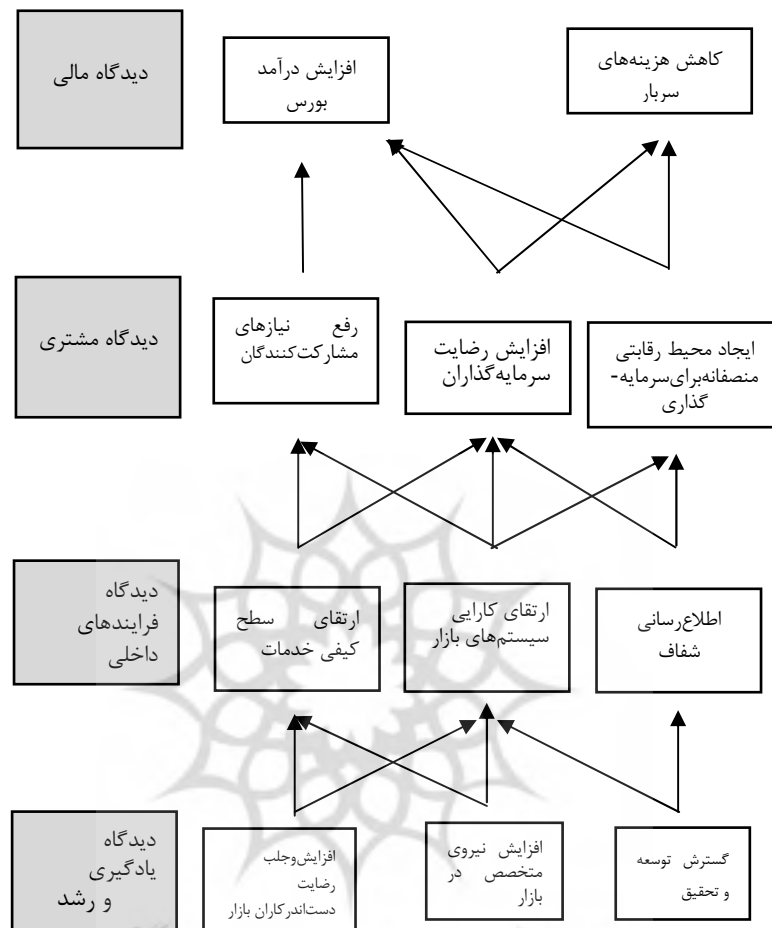 کاهش هزینه‌های
سربار
افزایش درآمد
بورس
دیدگاه مالی
ایجاد محیط رقابتی
منصفانه‌برای‌سرمایه-
گذاری
افزایش رضایت
سرمایه‌گذاران
رفع نیازهای
مشارکت‌کنندگان
دیدگاه مشتری
اطلاع‌رسانی
شفاف
ارتقای کارایی
سیستم‌های بازار
ارتقای سطح
کیفی خدمات
دیدگاه
فرایندهای
داخلی
گسترش توسعه
و تحقیق
افزایش نیروی
متخصص در
بازار
افزایش‌وجلب
رضایت
دست‌اندرکاران بازار
دیدگاه
یادگیری
و رشد